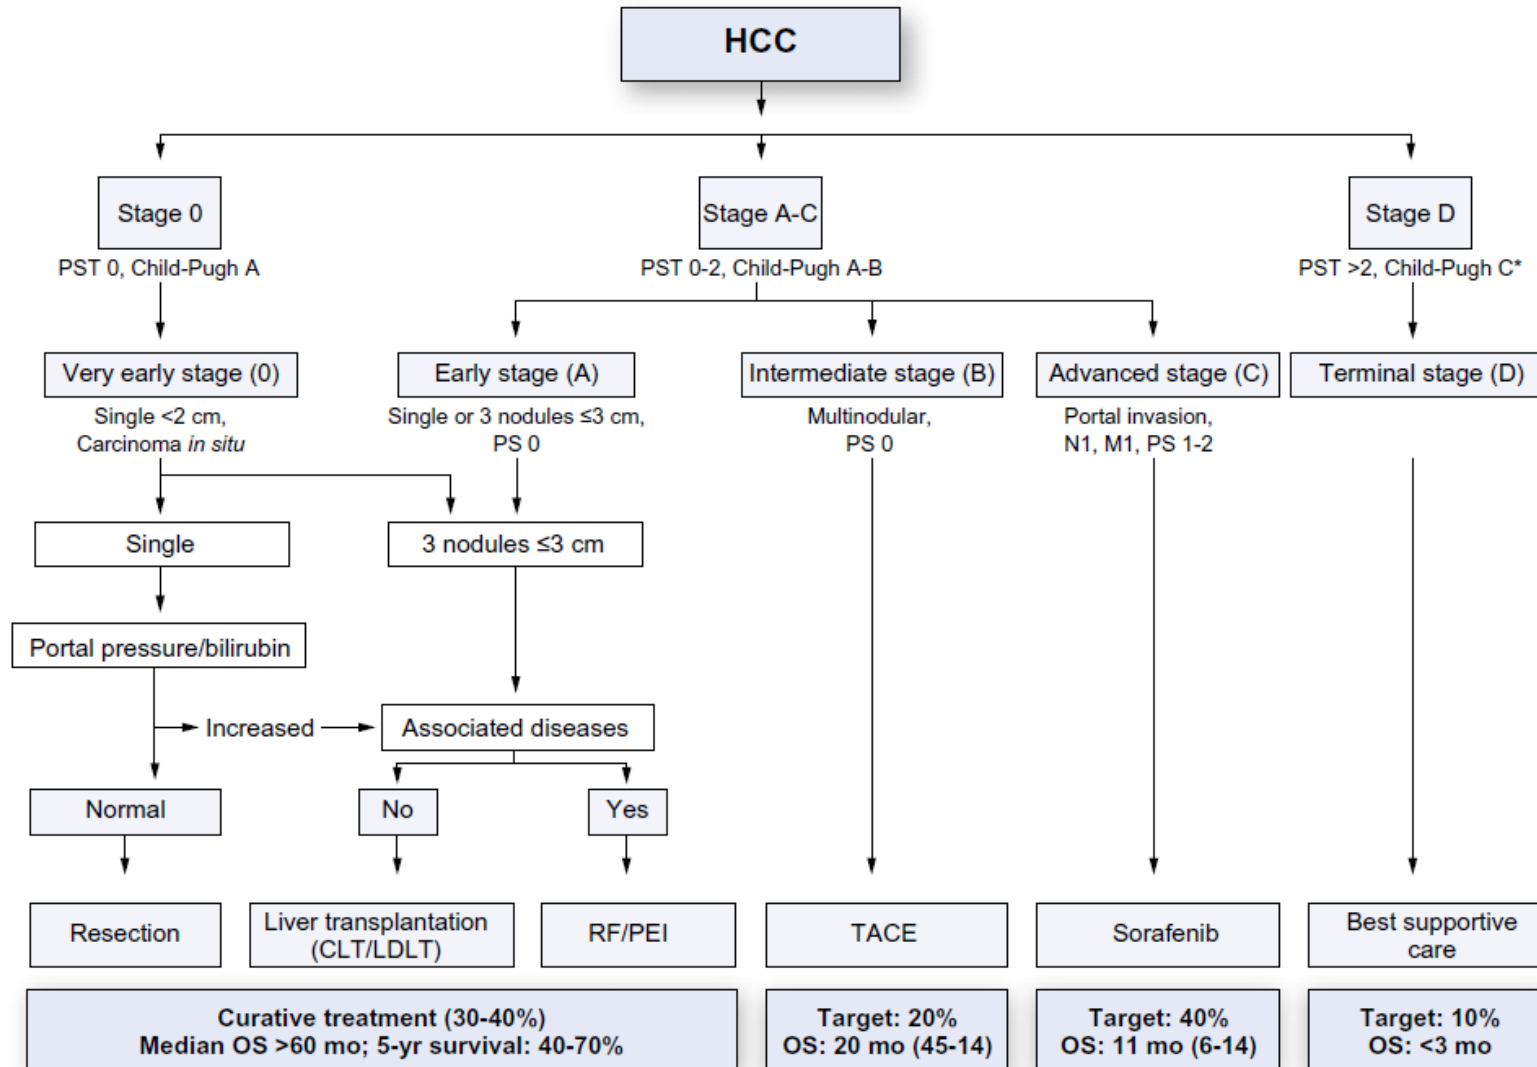 HCC
Stage 0
PST 0, Child-Pugh A
Stage A-C
PST 0-2, Child-Pugh A-B
Stage D
PST >2, Child-Pugh C*
Very early stage (0)
Single <2 cm,
Carcinoma in situ
Early stage (A)
Single or 3 nodules ≤3 cm,
PS 0
Intermediate stage (B)
Multinodular,
PS 0
Advanced stage (C)
Portal invasion,
N1, M1, PS 1-2
Terminal stage (D)
Single
3 nodules ≤3 cm
Portal pressure/bilirubin
Increased
Associated diseases
Normal
No
Yes
Resection
Liver transplantation
(CLT/LDLT)
RF/PEI
TACE
Sorafenib
Best supportive
care
Curative treatment (30-40%)
Median OS >60 mo; 5-yr survival: 40-70%
Target: 20%
OS: 20 mo (45-14)
Target: 40%
OS: 11 mo (6-14)
Target: 10%
OS: <3 mo